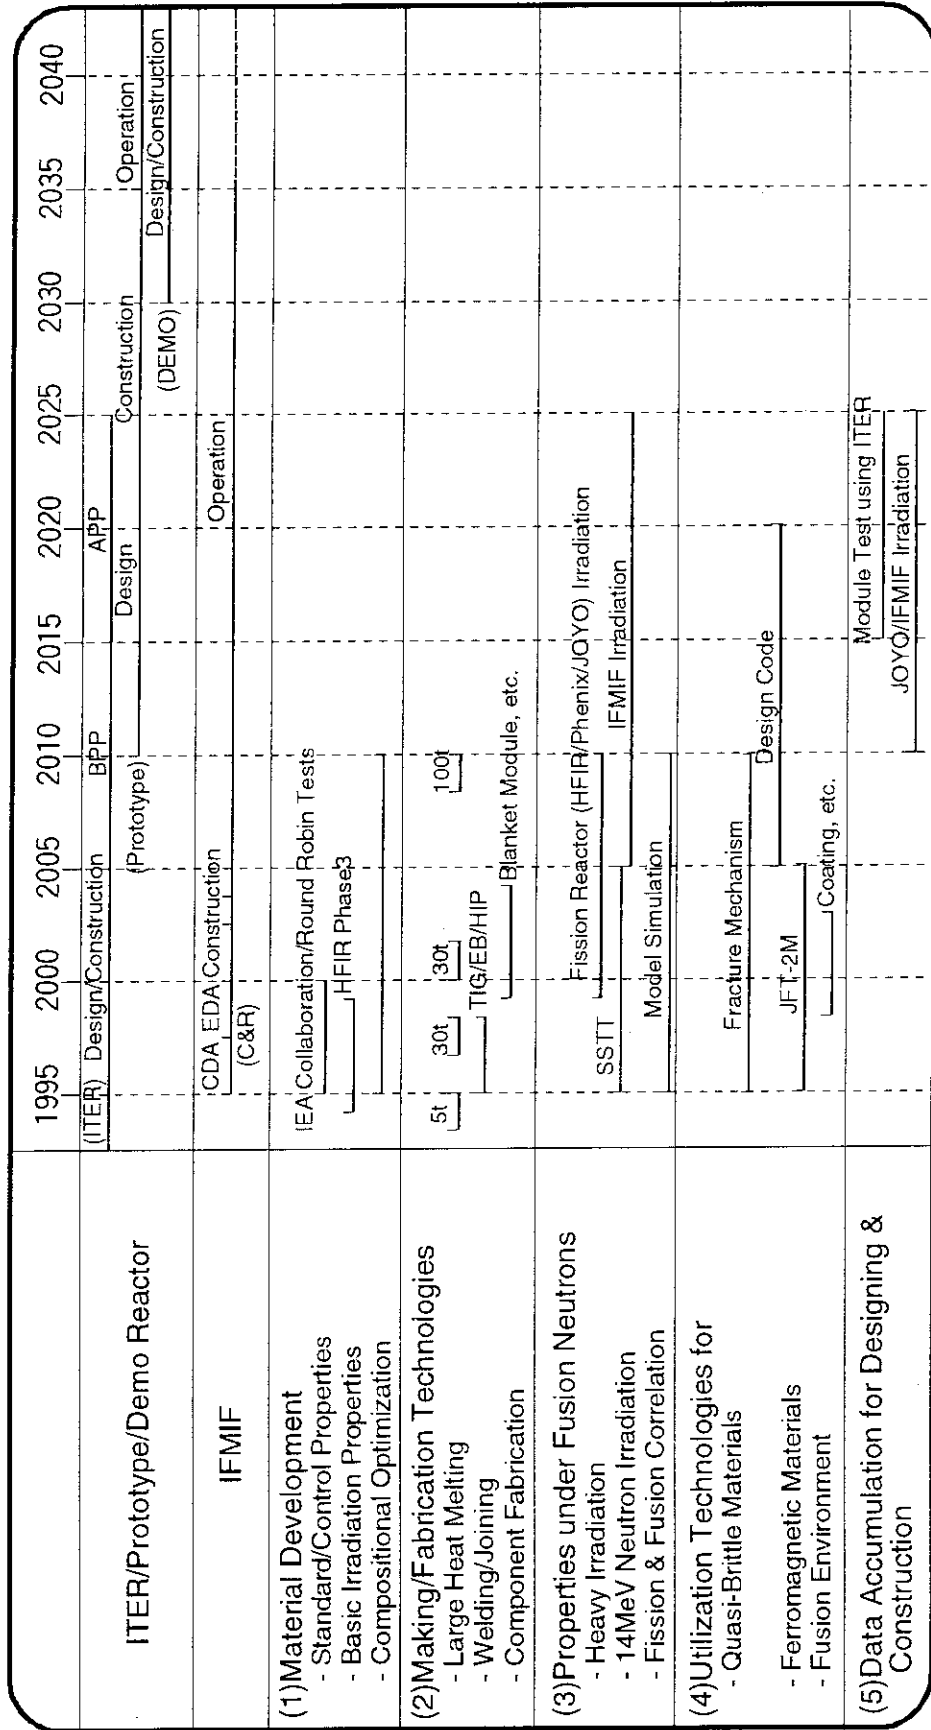 1995 2000 2005 2010 2015 2020 2025 2030 2035 2040
ITER/Prototype/Demo Reactor
(ITER) Design/Construction BPP APP
(Prototype) Design Construction Operation
(DEMO) Design/Construction
IFMIF
CDA EDA Construction Operation
(C&R)
(1)Material Development
- Standard/Control Properties
IEA Collaboration/Round Robin Tests
- Basic Irradiation Properties
HFIR Phase3
- Compositional Optimization
(2)Making/Fabrication Technologies
- Large Heat Melting
5t 30t 30t 100t
- Welding/Joining
TIG/EB/HIP
- Component Fabrication
Blanket Module, etc.
(3)Properties under Fusion Neutrons
- Heavy Irradiation
Fission Reactor (HFIR/Phenix/JOYO) Irradiation
- 14MeV Neutron Irradiation
SSTT IFMIF Irradiation
- Fission & Fusion Correlation
Model Simulation
(4)Utilization Technologies for
- Quasi-Brittle Materials
Fracture Mechanism
Design Code
- Ferromagnetic Materials
JFT-2M
- Fusion Environment
Coating, etc.
(5)Data Accumulation for Designing &
Construction
Module Test using ITER
JOYO/IFMIF Irradiation